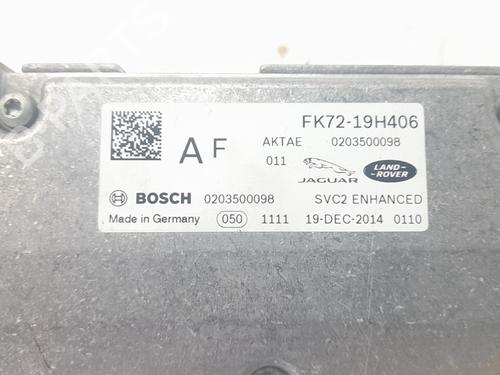 FK72-19H406
A F AKTAE 0203500098
011 JAGUAR LAND-ROVER
BOSCH 0203500098 SVC2 ENHANCED
Made in Germany 050 1111 19-DEC-2014 0110
B-PARTS